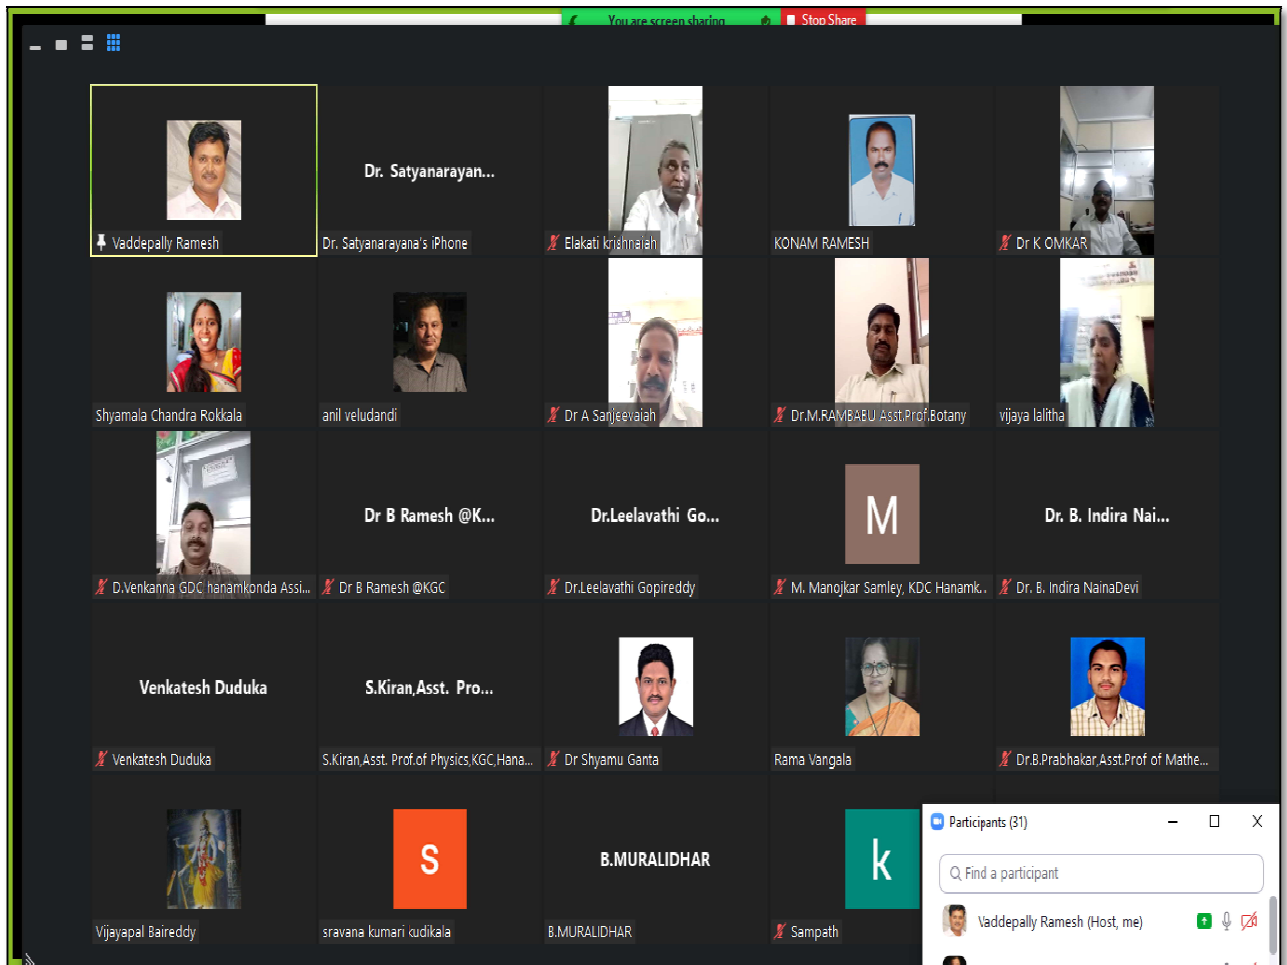 You are screen sharing
Stop Share
Vaddepally Ramesh
Dr. Satyanarayan...
Dr. Satyanarayana's iPhone
Elakati krishnaiah
KONAM RAMESH
Dr K OMKAR
Shyamala Chandra Rokkala
anil veludandi
Dr A Sanjeevaiah
Dr.M.RAMBABU Asst.Prof.Botany
vijaya lalitha
D.Venkanna GDC hanamkonda Assi...
Dr B Ramesh @K...
Dr B Ramesh @KGC
Dr.Leelavathi Go...
Dr.Leelavathi Gopireddy
M
M. Manojkar Samley, KDC Hanamk..
Dr. B. Indira Nai...
Dr. B. Indira NainaDevi
Venkatesh Duduka
Venkatesh Duduka
S.Kiran,Asst. Pro...
S.Kiran,Asst. Prof.of Physics,KGC,Hana...
Dr Shyamu Ganta
Rama Vangala
Dr.B.Prabhakar,Asst.Prof of Mathe...
Vijayapal Baireddy
s
sravana kumari kudikala
B.MURALIDHAR
B.MURALIDHAR
k
Sampath
Participants (31)
Find a participant
Vaddepally Ramesh (Host, me)